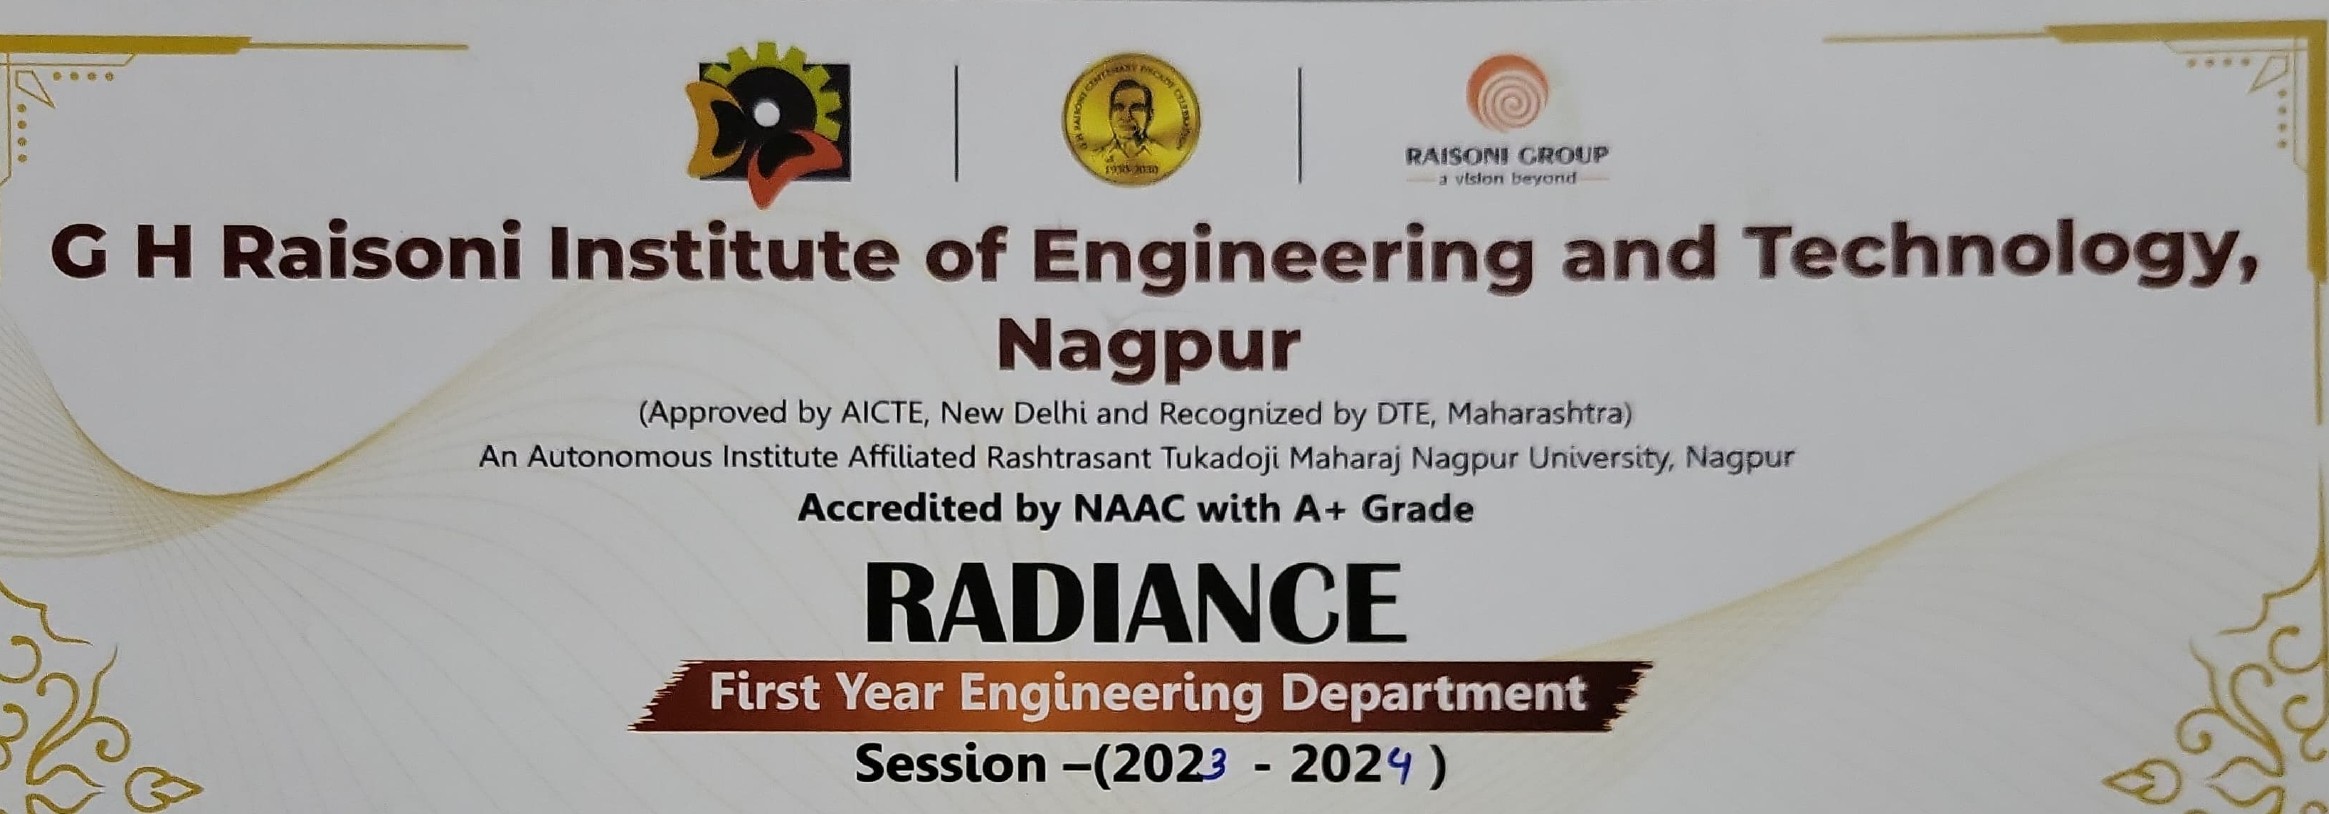 G H RAISONI CENTENARY DECADE CELEBRATION
1930-2030
RAISONI GROUP
a vision beyond
G H Raisoni Institute of Engineering and Technology,
Nagpur
(Approved by AICTE, New Delhi and Recognized by DTE, Maharashtra)
An Autonomous Institute Affiliated Rashtrasant Tukadoji Maharaj Nagpur University, Nagpur
Accredited by NAAC with A+ Grade
RADIANCE
First Year Engineering Department
Session –(2023 - 2024 )